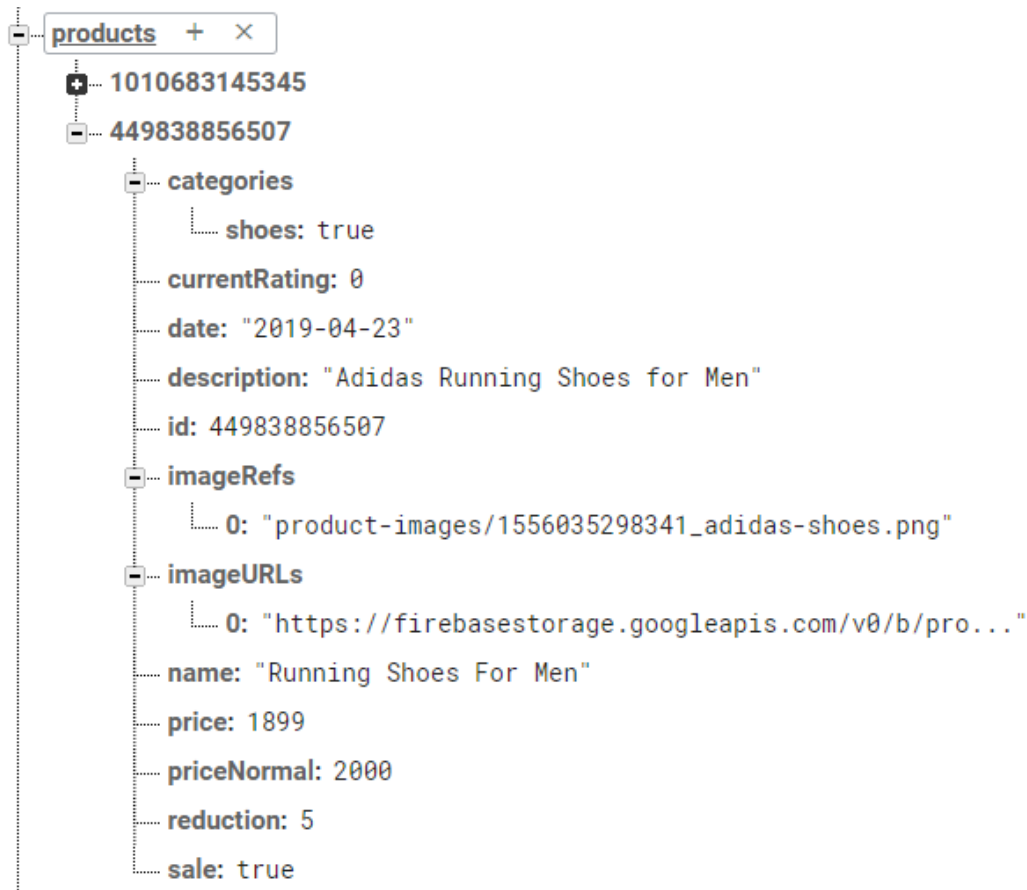 products + ×
1010683145345
449838856507
categories
shoes: true
currentRating: 0
date: "2019-04-23"
description: "Adidas Running Shoes for Men"
id: 449838856507
imageRefs
0: "product-images/1556035298341_adidas-shoes.png"
imageURLs
0: "https://firebasestorage.googleapis.com/v0/b/pro..."
name: "Running Shoes For Men"
price: 1899
priceNormal: 2000
reduction: 5
sale: true